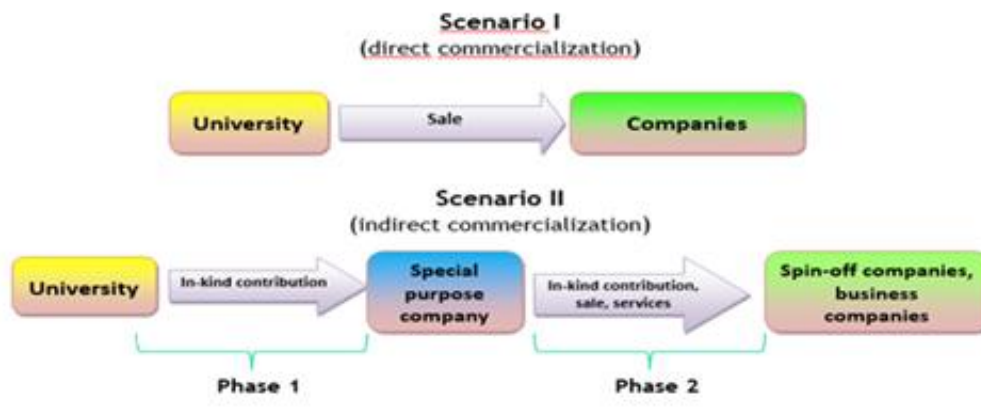 Scenario I
(direct commercialization)
University
Sale
Companies
Scenario II
(indirect commercialization)
University
In-kind contribution
Special
purpose
company
In-kind contribution,
sale, services
Spin-off companies,
business
companies
Phase 1
Phase 2